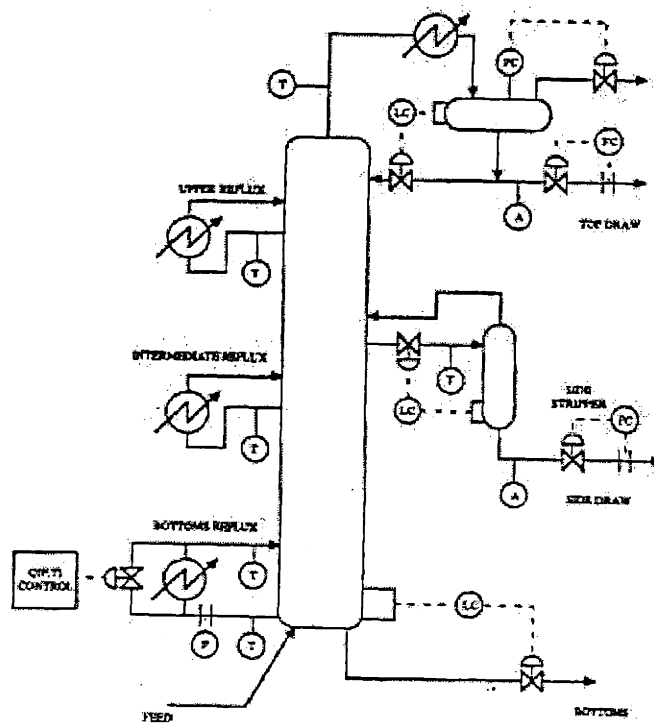 T
PC
LC
FC
UPPER REFLUX
A
TOP DRAW
T
INTERMEDIATE REFLUX
T
LC
SIDE
STRIPPER
FC
T
A
SIDE DRAW
BOTTOMS REFLUX
T
CONTROL
F
T
LC
FEED
BOTTOMS